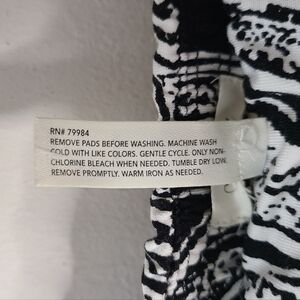 RN# 79984
REMOVE PADS BEFORE WASHING. MACHINE WASH
COLD WITH LIKE COLORS. GENTLE CYCLE. ONLY NON-
CHLORINE BLEACH WHEN NEEDED. TUMBLE DRY LOW.
REMOVE PROMPTLY. WARM IRON AS NEEDED.